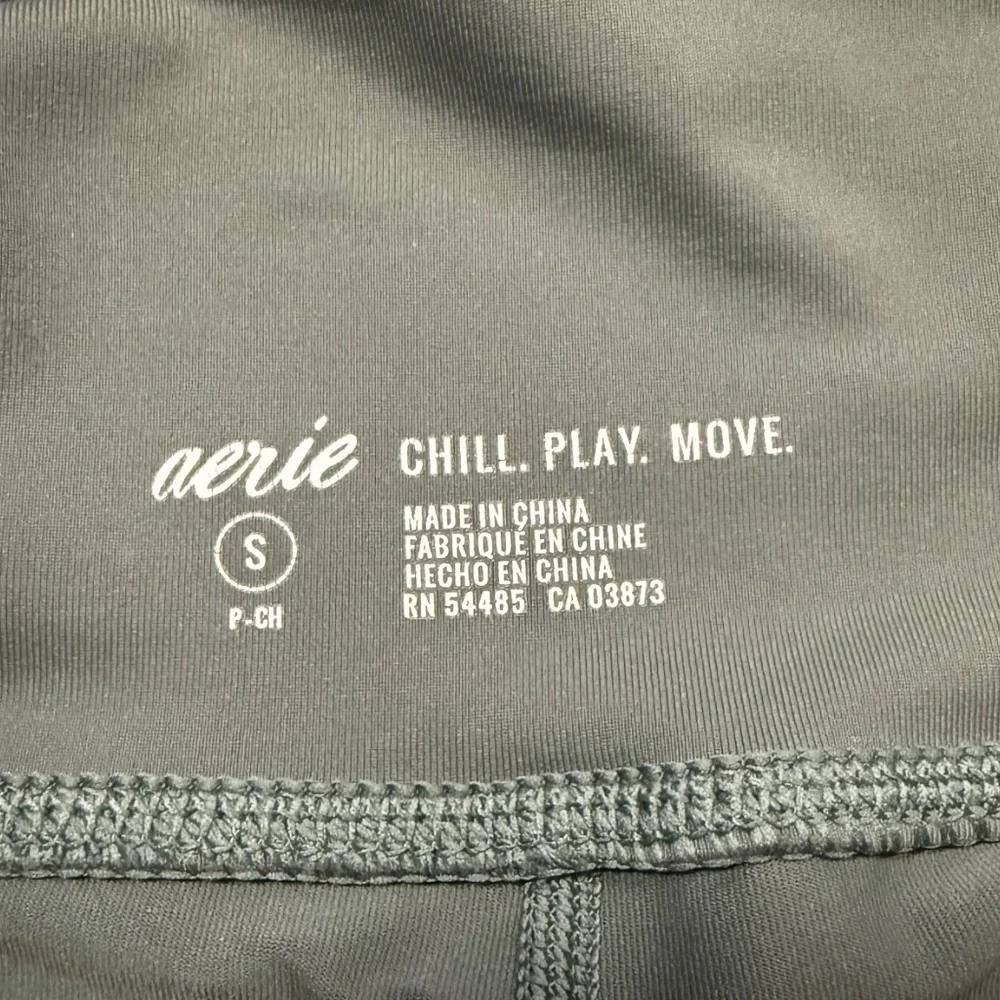 aerie CHILL. PLAY. MOVE.
S
P-CH
MADE IN CHINA
FABRIQUÉ EN CHINE
HECHO EN CHINA
RN 54485 CA 03873